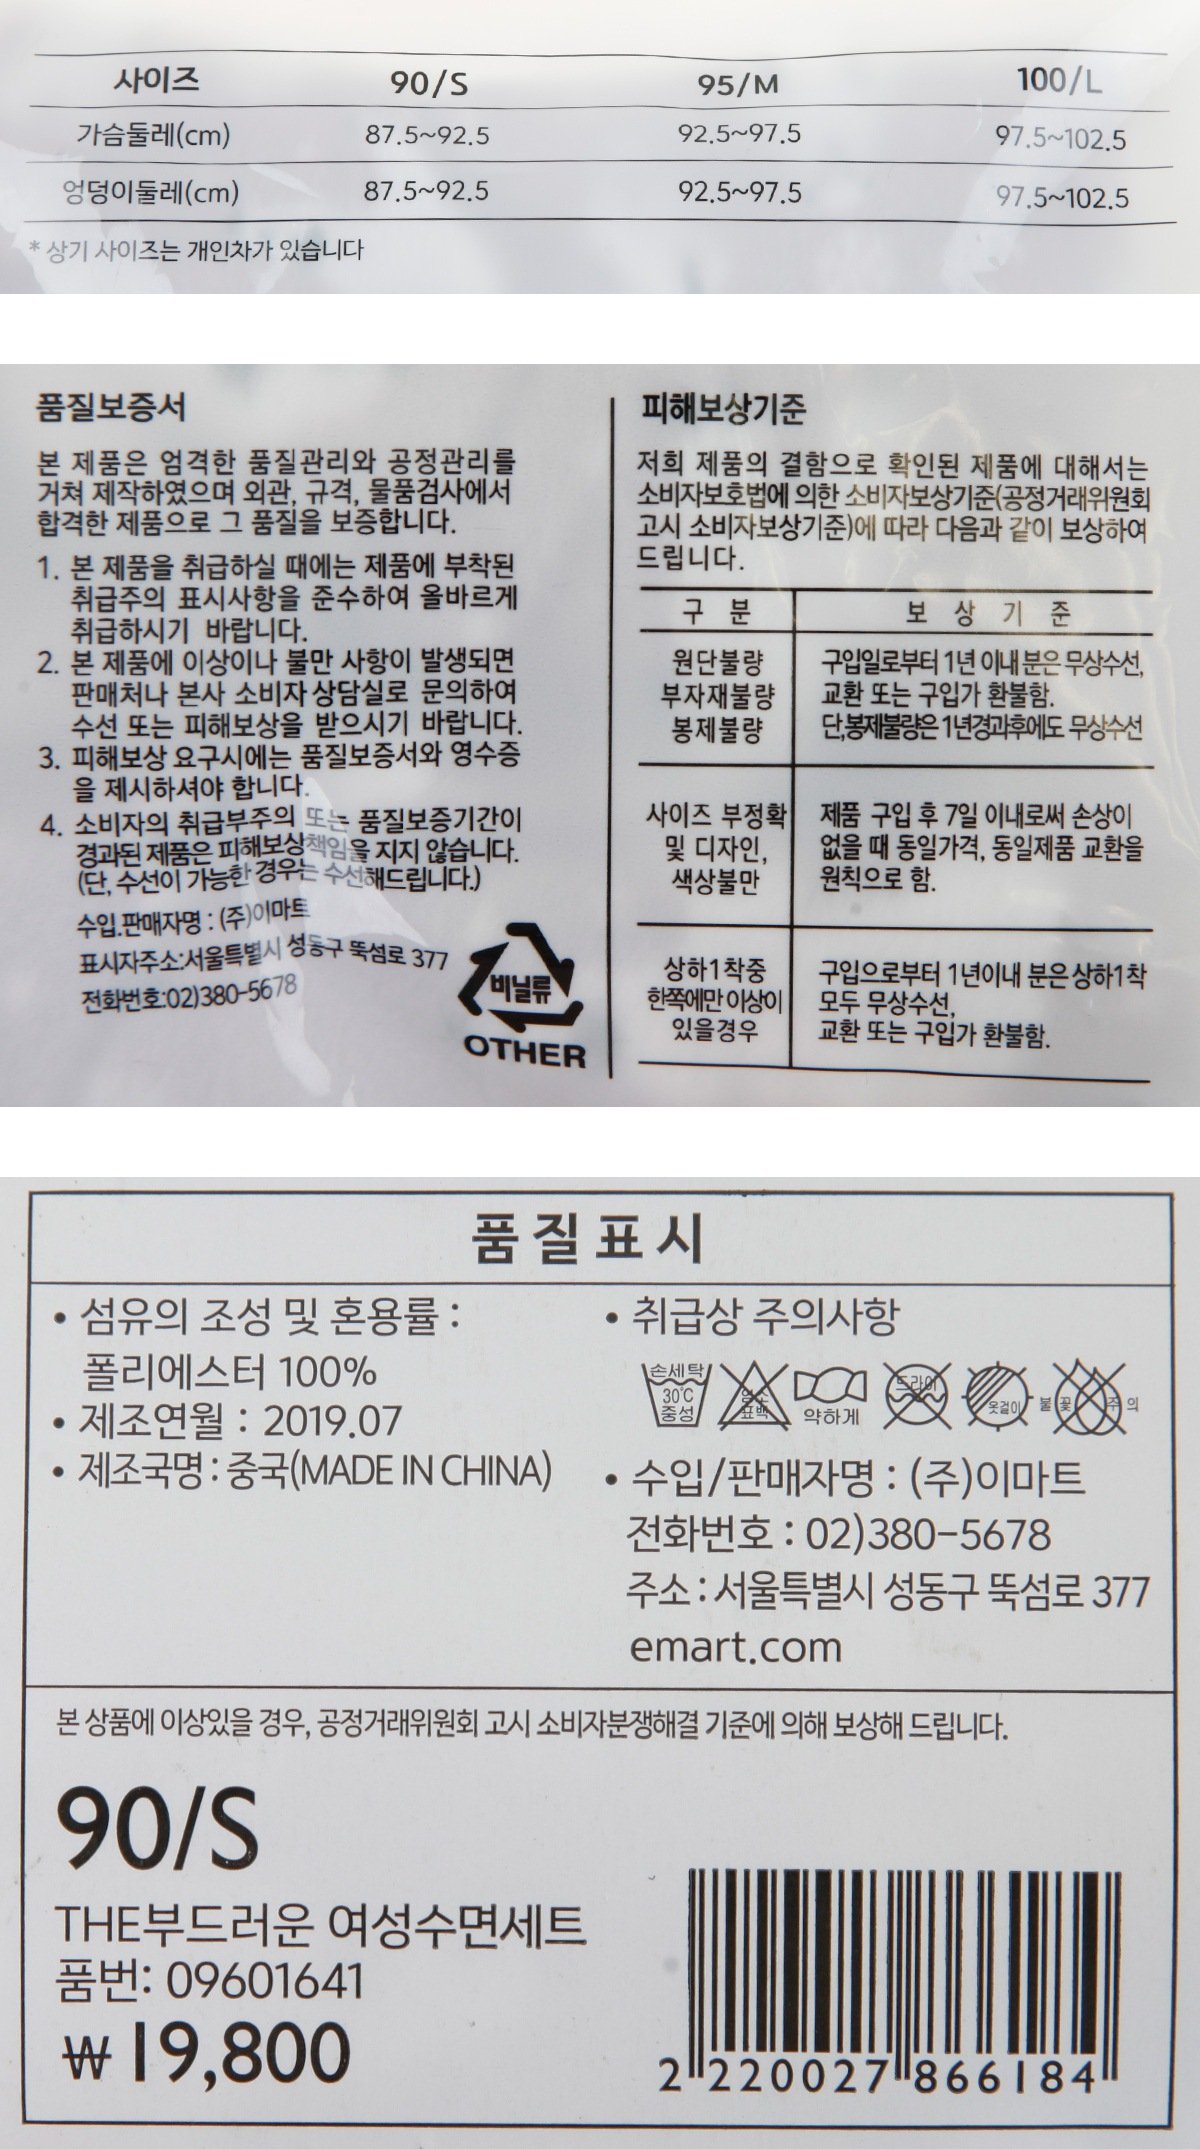 사이즈 90/S 95/M 100/L
가슴둘레(cm) 87.5~92.5 92.5~97.5 97.5~102.5
엉덩이둘레(cm) 87.5~92.5 92.5~97.5 97.5~102.5
* 상기 사이즈는 개인차가 있습니다
품질보증서
본 제품은 엄격한 품질관리와 공정관리를
거쳐 제작하였으며 외관, 규격, 물품검사에서
합격한 제품으로 그 품질을 보증합니다.
1. 본 제품을 취급하실 때에는 제품에 부착된
취급주의 표시사항을 준수하여 올바르게
취급하시기 바랍니다.
2. 본 제품에 이상이나 불만 사항이 발생되면
판매처나 본사 소비자 상담실로 문의하여
수선 또는 피해보상을 받으시기 바랍니다.
3. 피해보상 요구시에는 품질보증서와 영수증
을 제시하셔야 합니다.
4. 소비자의 취급부주의 또는 품질보증기간이
경과된 제품은 피해보상책임을 지지 않습니다.
(단, 수선이 가능한 경우는 수선해드립니다.)
수입.판매자명 : (주)이마트
표시자주소:서울특별시 성동구 뚝섬로 377
전화번호:02)380-5678
비닐류
OTHER
피해보상기준
저희 제품의 결함으로 확인된 제품에 대해서는
소비자보호법에 의한 소비자보상기준(공정거래위원회
고시 소비자보상기준)에 따라 다음과 같이 보상하여
드립니다.
구 분 보 상 기 준
원단불량 구입일로부터 1년 이내 분은 무상수선,
부자재불량 교환 또는 구입가 환불함.
봉제불량 단,봉제불량은 1년경과후에도 무상수선
사이즈 부정확 제품 구입 후 7일 이내로써 손상이
및 디자인, 없을 때 동일가격, 동일제품 교환을
색상불만 원칙으로 함.
상하1착중 구입으로부터 1년이내 분은 상하1착
한쪽에만 이상이 모두 무상수선,
있을경우 교환 또는 구입가 환불함.
품질표시
• 섬유의 조성 및 혼용률 :
폴리에스터 100%
• 제조연월 : 2019.07
• 제조국명 : 중국(MADE IN CHINA)
• 취급상 주의사항
손세탁 30℃ 중성
염소 표백
약하게
드라이
옷걸이
불꽃주의
• 수입/판매자명 : (주)이마트
전화번호 : 02)380-5678
주소 : 서울특별시 성동구 뚝섬로 377
emart.com
본 상품에 이상있을 경우, 공정거래위원회 고시 소비자분쟁해결 기준에 의해 보상해 드립니다.
90/S
THE부드러운 여성수면세트
품번: 09601641
₩19,800
2 220027 866184